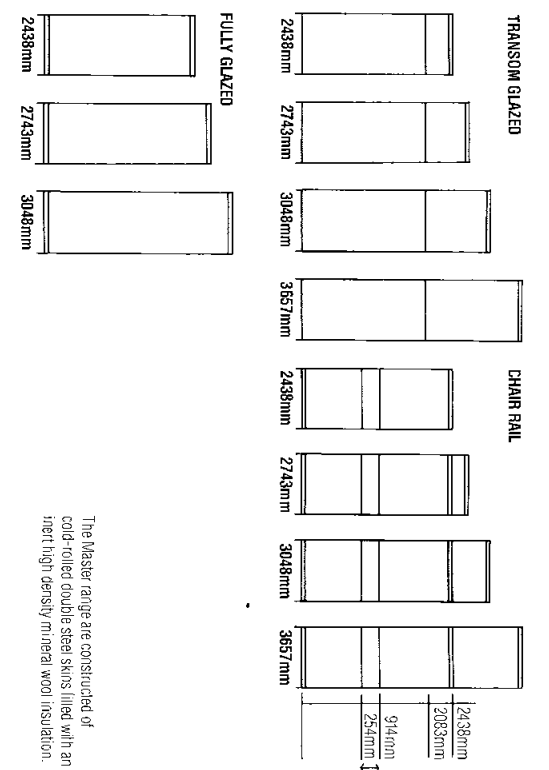 TRANSOM GLAZED
2438mm
2743mm
3048mm
3657mm
CHAIR RAIL
2438mm
2743mm
3048mm
3657mm
2438mm
2083mm
914mm
254mm
FULLY GLAZED
2438mm
2743mm
3048mm
The Master range are constructed of
cold-rolled double steel skins filled with an
inert high density mineral wool insulation.